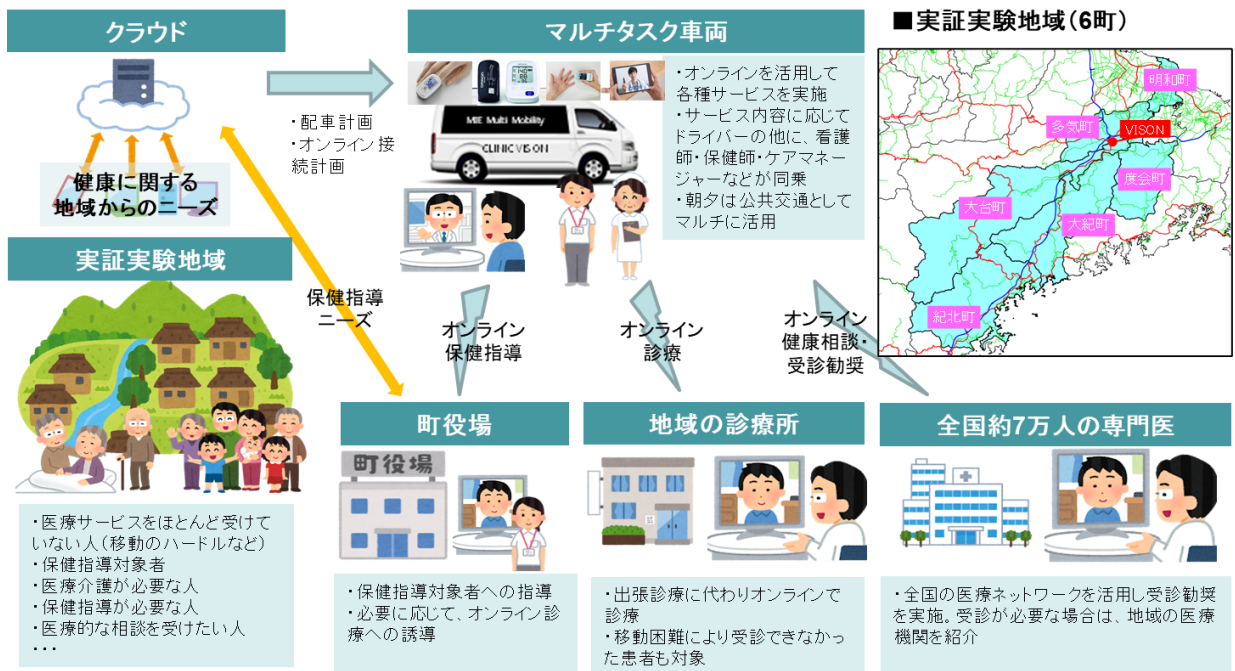 クラウド
健康に関する
地域からのニーズ
・配車計画
・オンライン接
続計画
マルチタスク車両
MIE Multi Mobility
CLINIC VISON
・オンラインを活用して
各種サービスを実施
・サービス内容に応じて
ドライバーの他に、看護
師・保健師・ケアマネー
ジャーなどが同乗
・朝夕は公共交通として
マルチに活用
■実証実験地域(6町)
明和町
多気町
VISON
度会町
大台町
大紀町
紀北町
実証実験地域
・医療サービスをほとんど受けて
いない人(移動のハードルなど)
・保健指導対象者
・医療介護が必要な人
・保健指導が必要な人
・医療的な相談を受けたい人
・・・
保健指導
ニーズ
オンライン
保健指導
オンライン
診療
オンライン
健康相談・
受診勧奨
町役場
町役場
・保健指導対象者への指導
・必要に応じて、オンライン診
療への誘導
地域の診療所
・出張診療に代わりオンラインで
診療
・移動困難により受診できなかっ
た患者も対象
全国約7万人の専門医
・全国の医療ネットワークを活用し受診勧奨
を実施。受診が必要な場合は、地域の医療
機関を紹介